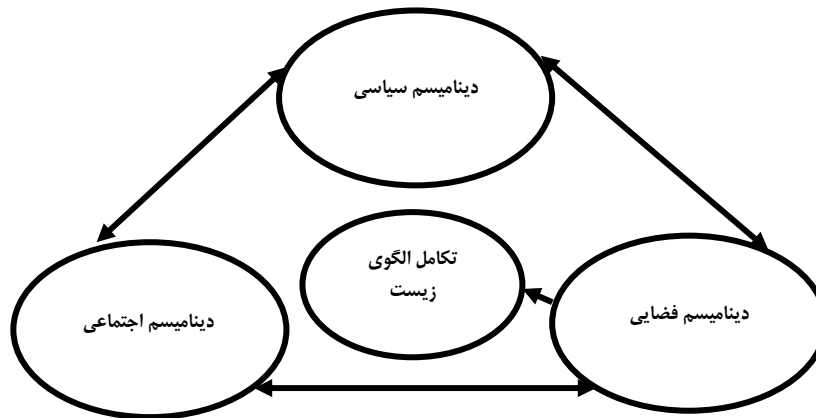 دینامیسم سیاسی
تکامل الگوی
زیست
دینامیسم فضایی
دینامیسم اجتماعی